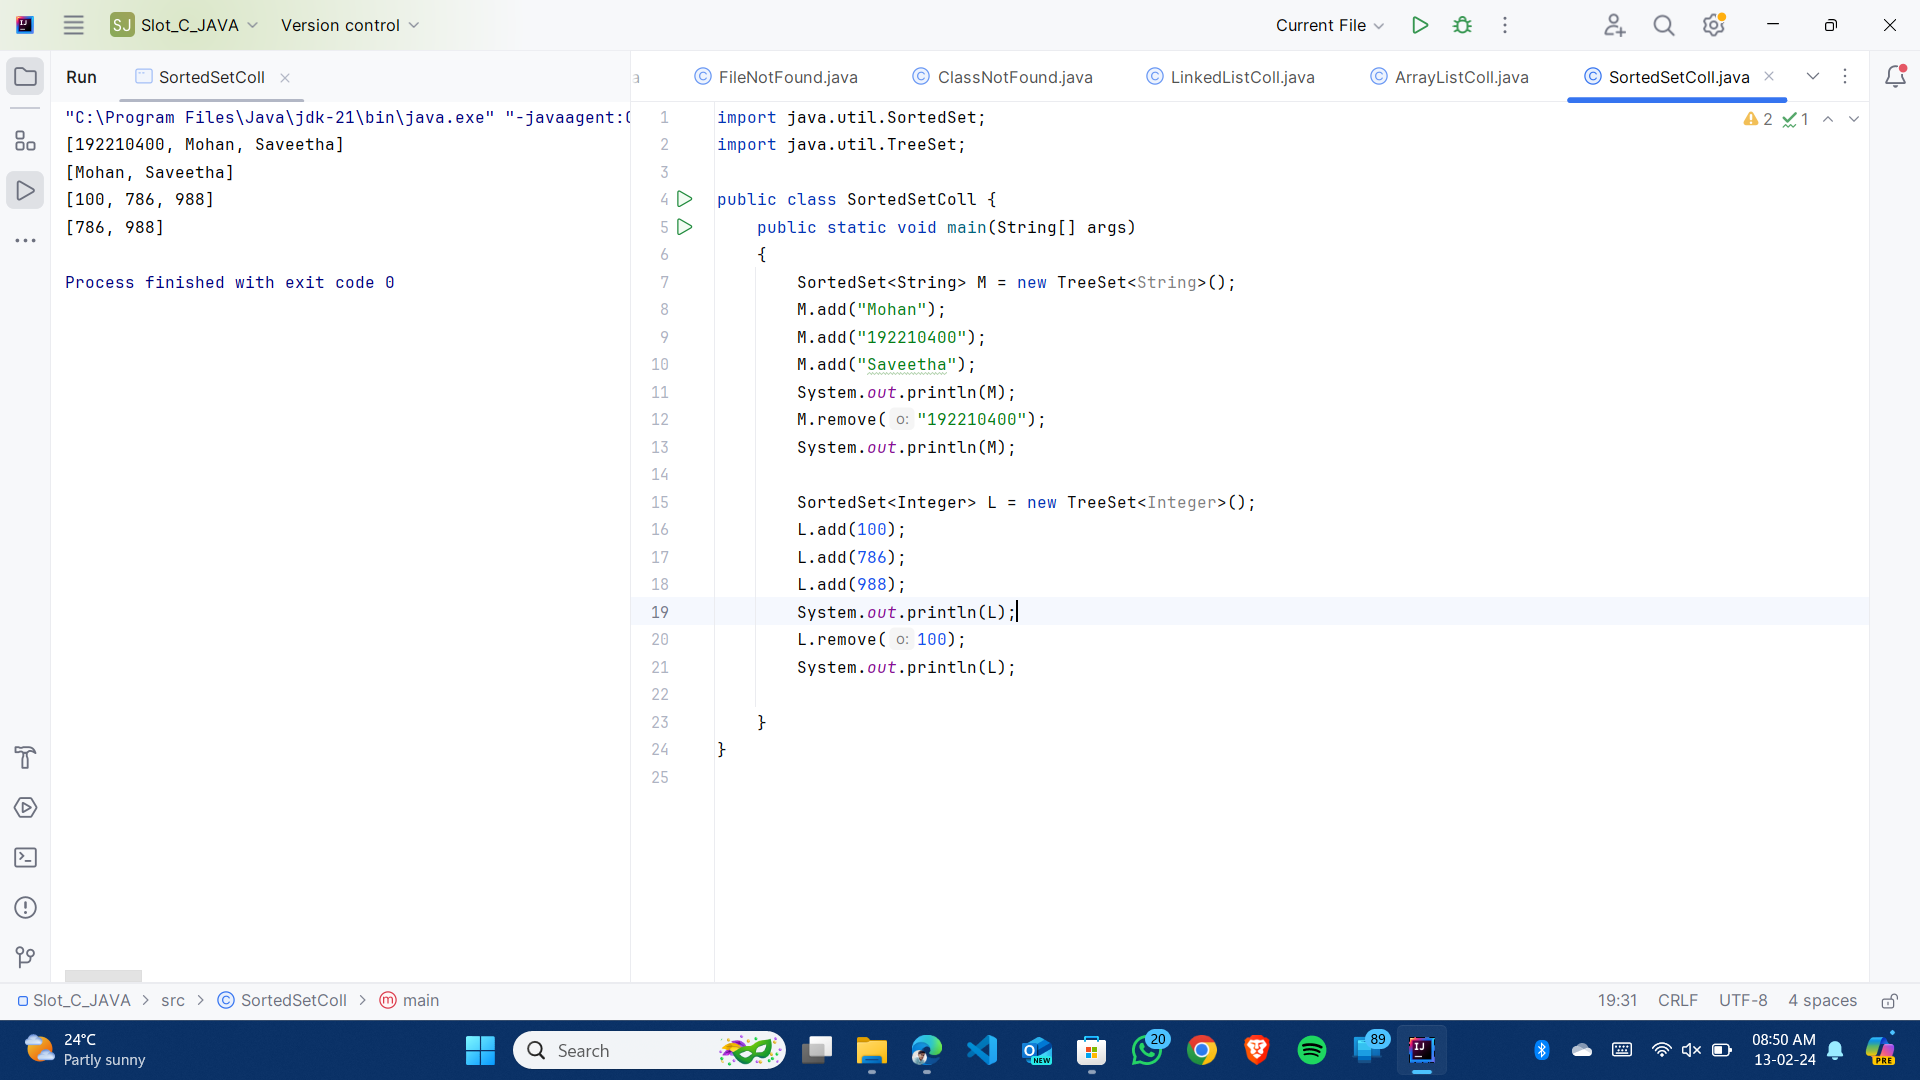 SJ Slot_C_JAVA Version control Current File
Run SortedSetColl
FileNotFound.java ClassNotFound.java LinkedListColl.java ArrayListColl.java SortedSetColl.java
"C:\Program Files\Java\jdk-21\bin\java.exe" "-javaagent:
[192210400, Mohan, Saveetha]
[Mohan, Saveetha]
[100, 786, 988]
[786, 988]
Process finished with exit code 0
2 1
1 import java.util.SortedSet;
2 import java.util.TreeSet;
3
4 public class SortedSetColl {
5 public static void main(String[] args)
6 {
7 SortedSet<String> M = new TreeSet<String>();
8 M.add("Mohan");
9 M.add("192210400");
10 M.add("Saveetha");
11 System.out.println(M);
12 M.remove( o: "192210400");
13 System.out.println(M);
14
15 SortedSet<Integer> L = new TreeSet<Integer>();
16 L.add(100);
17 L.add(786);
18 L.add(988);
19 System.out.println(L);
20 L.remove( o: 100);
21 System.out.println(L);
22
23 }
24 }
25
Slot_C_JAVA > src > SortedSetColl > main
19:31 CRLF UTF-8 4 spaces
24°C
Partly sunny
Search
NEW
20
89
08:50 AM
13-02-24
PRE